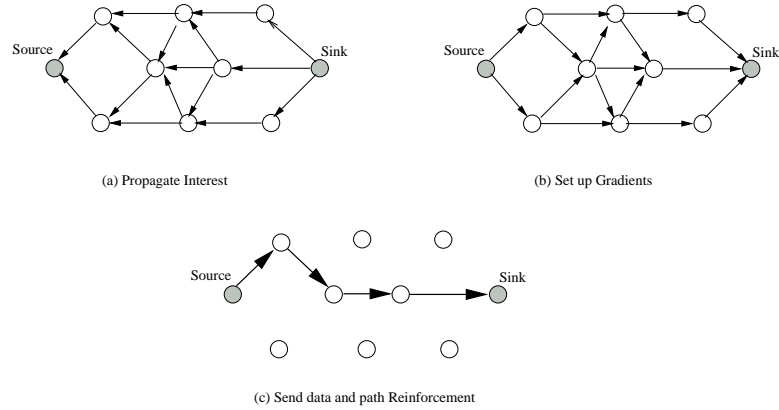 Source
Sink
Source
Sink
(a) Propagate Interest
(b) Set up Gradients
Source
Sink
(c) Send data and path Reinforcement